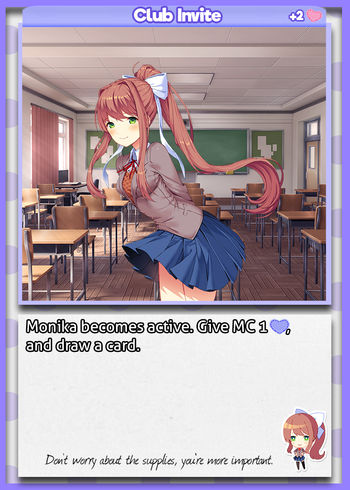 Club Invite
+2
Monika becomes active. Give MC 1 ,
and draw a card.
Don't worry about the supplies, you're more important.